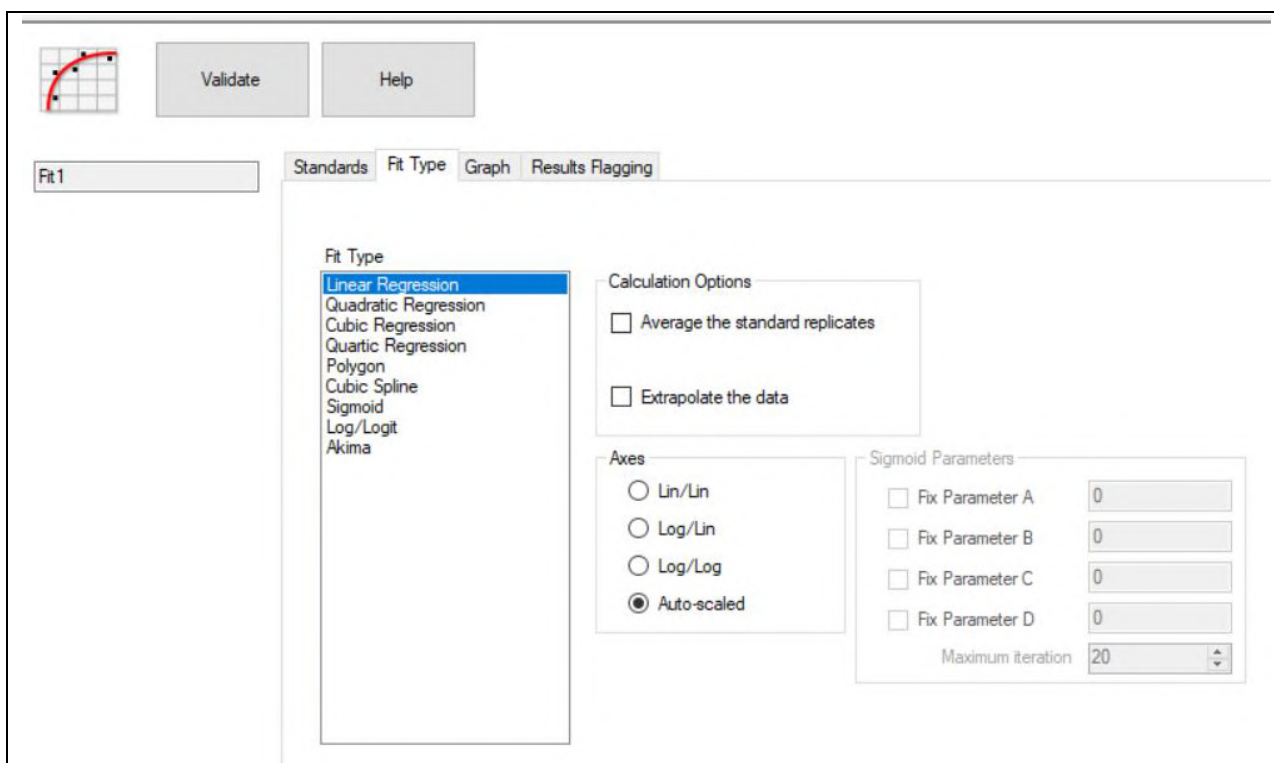 Validate
Help
Fit1
Standards
Fit Type
Graph
Results Flagging
Fit Type
Linear Regression
Quadratic Regression
Cubic Regression
Quartic Regression
Polygon
Cubic Spline
Sigmoid
Log/Logit
Akima
Calculation Options
Average the standard replicates
Extrapolate the data
Axes
Lin/Lin
Log/Lin
Log/Log
Auto-scaled
Sigmoid Parameters
Fix Parameter A 0
Fix Parameter B 0
Fix Parameter C 0
Fix Parameter D 0
Maximum iteration 20